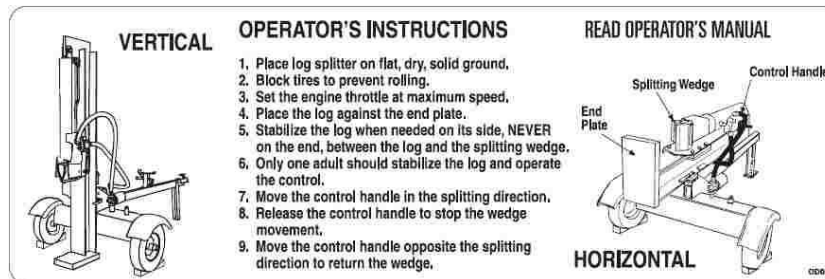 VERTICAL
OPERATOR'S INSTRUCTIONS
1. Place log splitter on flat, dry, solid ground.
2. Block tires to prevent rolling.
3. Set the engine throttle at maximum speed.
4. Place the log against the end plate.
5. Stabilize the log when needed on its side, NEVER
on the end, between the log and the splitting wedge.
6. Only one adult should stabilize the log and operate
the control.
7. Move the control handle in the splitting direction.
8. Release the control handle to stop the wedge
movement.
9. Move the control handle opposite the splitting
direction to return the wedge.
READ OPERATOR'S MANUAL
Control Handle
Splitting Wedge
End
Plate
HORIZONTAL